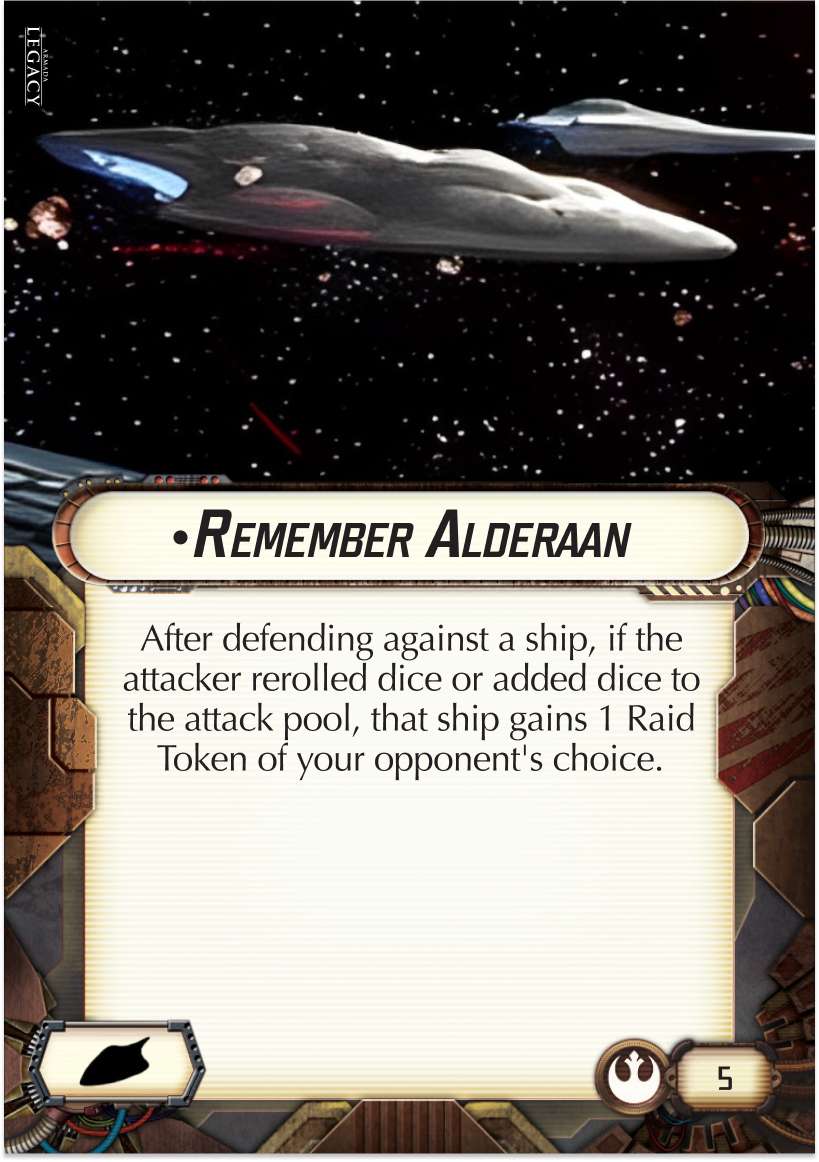 ARMADA
LEGACY
•REMEMBER ALDERAAN
After defending against a ship, if the
attacker rerolled dice or added dice to
the attack pool, that ship gains 1 Raid
Token of your opponent's choice.
5